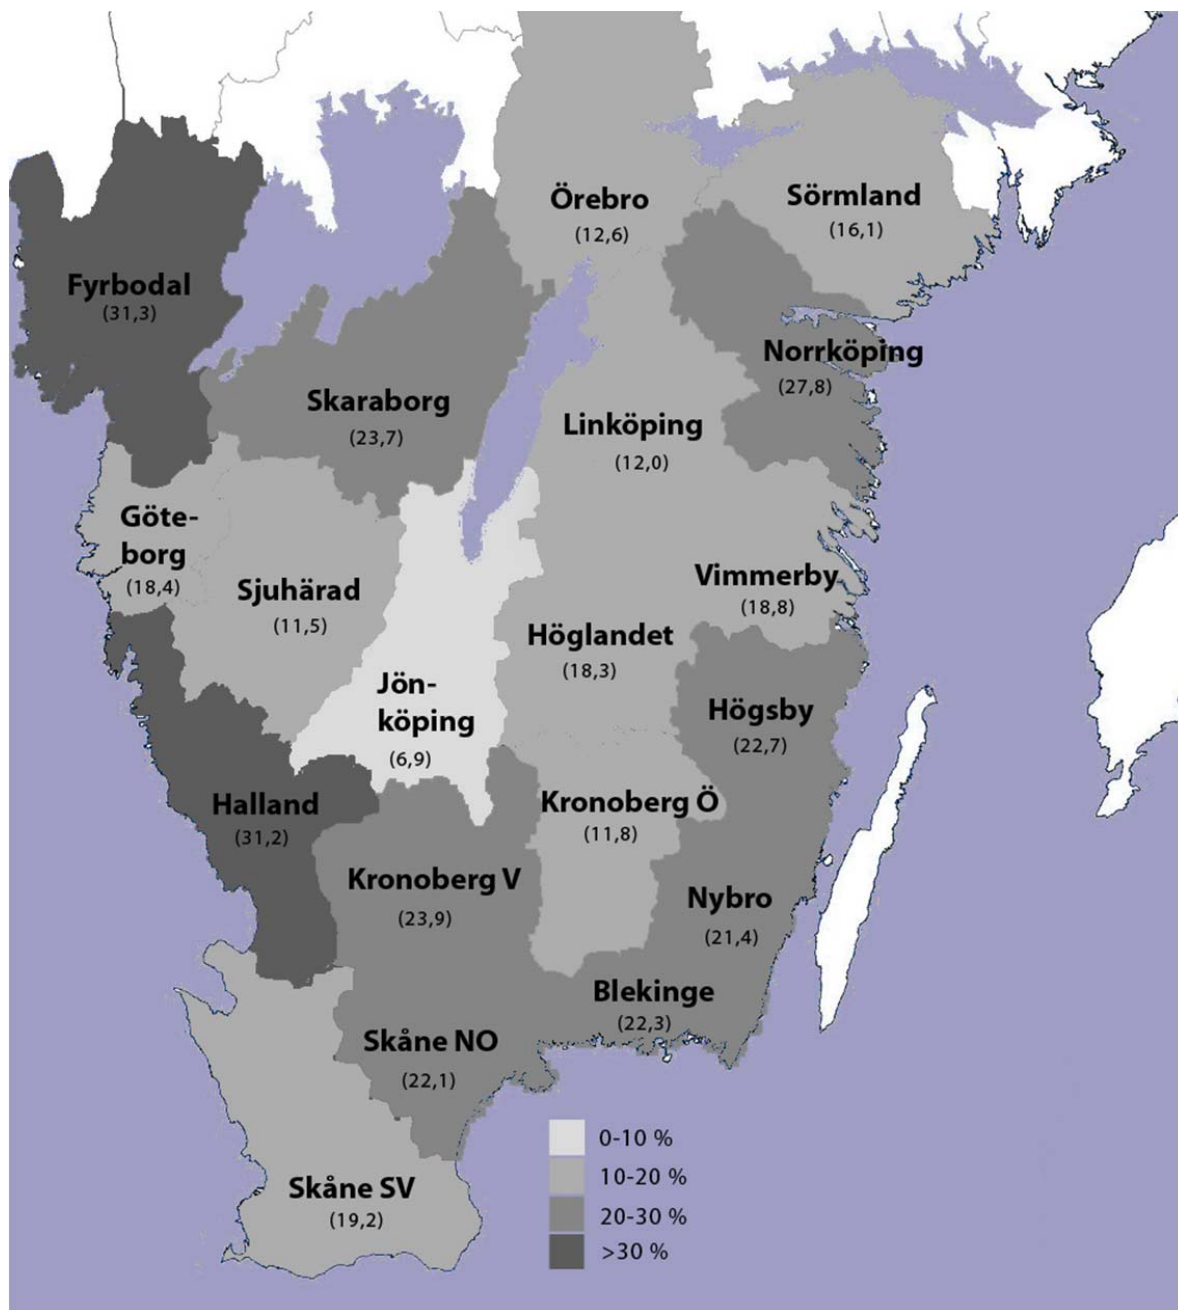 Örebro
(12,6)
Sörmland
(16,1)
Fyrbodal
(31,3)
Norrköping
(27,8)
Skaraborg
(23,7)
Linköping
(12,0)
Göte-
borg
(18,4)
Sjuhärad
(11,5)
Vimmerby
(18,8)
Höglandet
(18,3)
Jön-
köping
(6,9)
Högsby
(22,7)
Halland
(31,2)
Kronoberg Ö
(11,8)
Kronoberg V
(23,9)
Nybro
(21,4)
Blekinge
(22,3)
Skåne NO
(22,1)
Skåne SV
(19,2)
0-10 %
10-20 %
20-30 %
>30 %